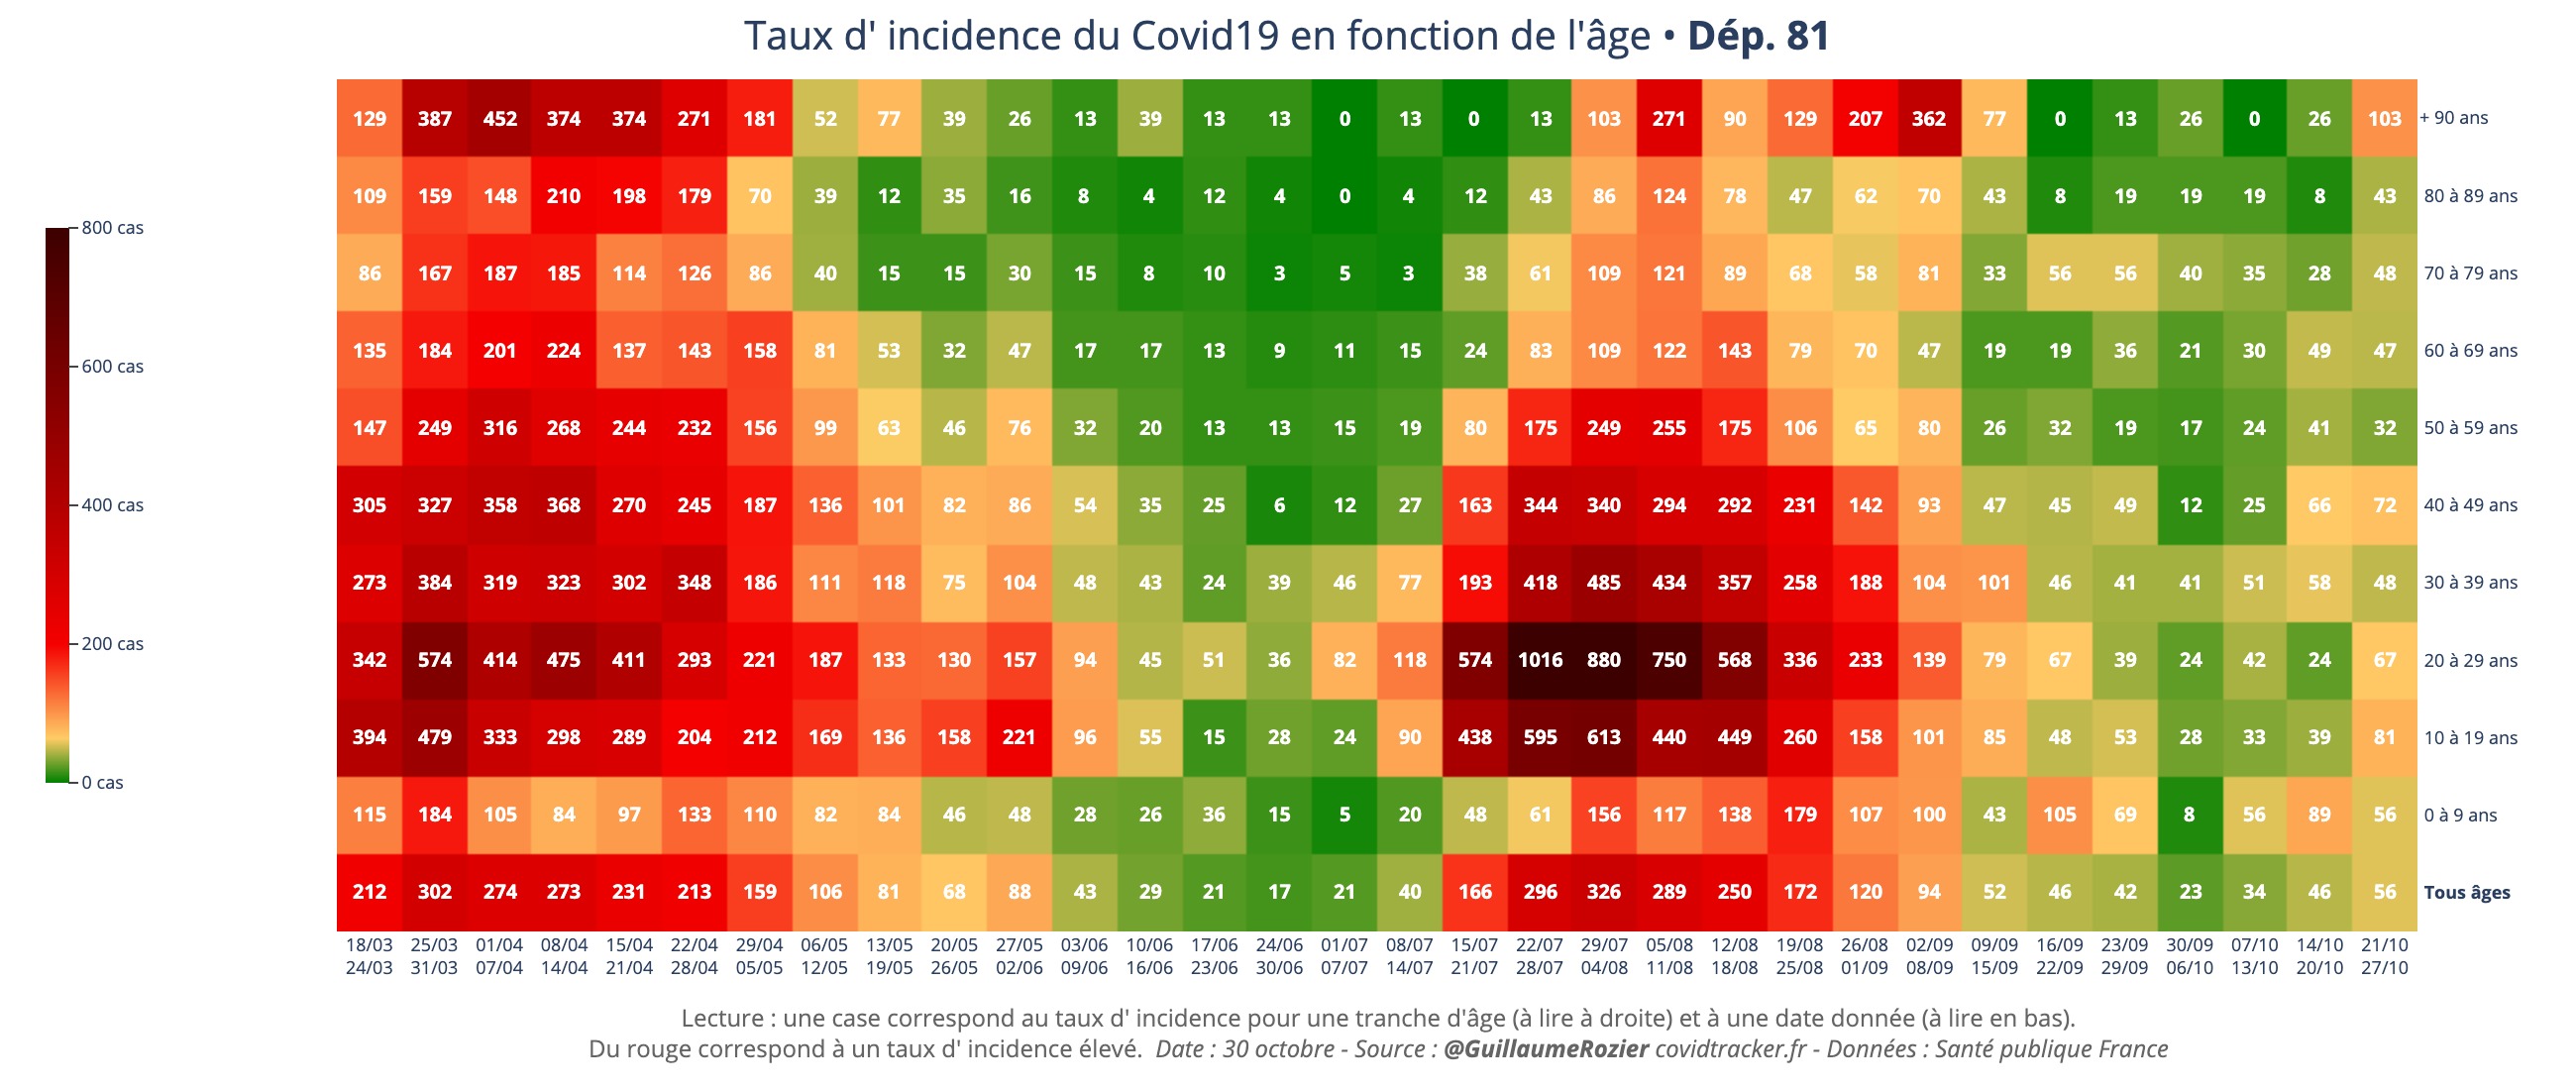 Taux d' incidence du Covid19 en fonction de l'âge • Dép. 81
800 cas
600 cas
400 cas
200 cas
0 cas
129 387 452 374 374 271 181 52 77 39 26 13 39 13 13 0 13 0 13 103 271 90 129 207 362 77 0 13 26 0 26 103 + 90 ans
109 159 148 210 198 179 70 39 12 35 16 8 4 12 4 0 4 12 43 86 124 78 47 62 70 43 8 19 19 19 8 43 80 à 89 ans
86 167 187 185 114 126 86 40 15 15 30 15 8 10 3 5 3 38 61 109 121 89 68 58 81 33 56 56 40 35 28 48 70 à 79 ans
135 184 201 224 137 143 158 81 53 32 47 17 17 13 9 11 15 24 83 109 122 143 79 70 47 19 19 36 21 30 49 47 60 à 69 ans
147 249 316 268 244 232 156 99 63 46 76 32 20 13 13 15 19 80 175 249 255 175 106 65 80 26 32 19 17 24 41 32 50 à 59 ans
305 327 358 368 270 245 187 136 101 82 86 54 35 25 6 12 27 163 344 340 294 292 231 142 93 47 45 49 12 25 66 72 40 à 49 ans
273 384 319 323 302 348 186 111 118 75 104 48 43 24 39 46 77 193 418 485 434 357 258 188 104 101 46 41 41 51 58 48 30 à 39 ans
342 574 414 475 411 293 221 187 133 130 157 94 45 51 36 82 118 574 1016 880 750 568 336 233 139 79 67 39 24 42 24 67 20 à 29 ans
394 479 333 298 289 204 212 169 136 158 221 96 55 15 28 24 90 438 595 613 440 449 260 158 101 85 48 53 28 33 39 81 10 à 19 ans
115 184 105 84 97 133 110 82 84 46 48 28 26 36 15 5 20 48 61 156 117 138 179 107 100 43 105 69 8 56 89 56 0 à 9 ans
212 302 274 273 231 213 159 106 81 68 88 43 29 21 17 21 40 166 296 326 289 250 172 120 94 52 46 42 23 34 46 56 Tous âges
18/03 25/03 01/04 08/04 15/04 22/04 29/04 06/05 13/05 20/05 27/05 03/06 10/06 17/06 24/06 01/07 08/07 15/07 22/07 29/07 05/08 12/08 19/08 26/08 02/09 09/09 16/09 23/09 30/09 07/10 14/10 21/10
24/03 31/03 07/04 14/04 21/04 28/04 05/05 12/05 19/05 26/05 02/06 09/06 16/06 23/06 30/06 07/07 14/07 21/07 28/07 04/08 11/08 18/08 25/08 01/09 08/09 15/09 22/09 29/09 06/10 13/10 20/10 27/10
Lecture : une case correspond au taux d' incidence pour une tranche d'âge (à lire à droite) et à une date donnée (à lire en bas).
Du rouge correspond à un taux d' incidence élevé. Date : 30 octobre - Source : @GuillaumeRozier covidtracker.fr - Données : Santé publique France